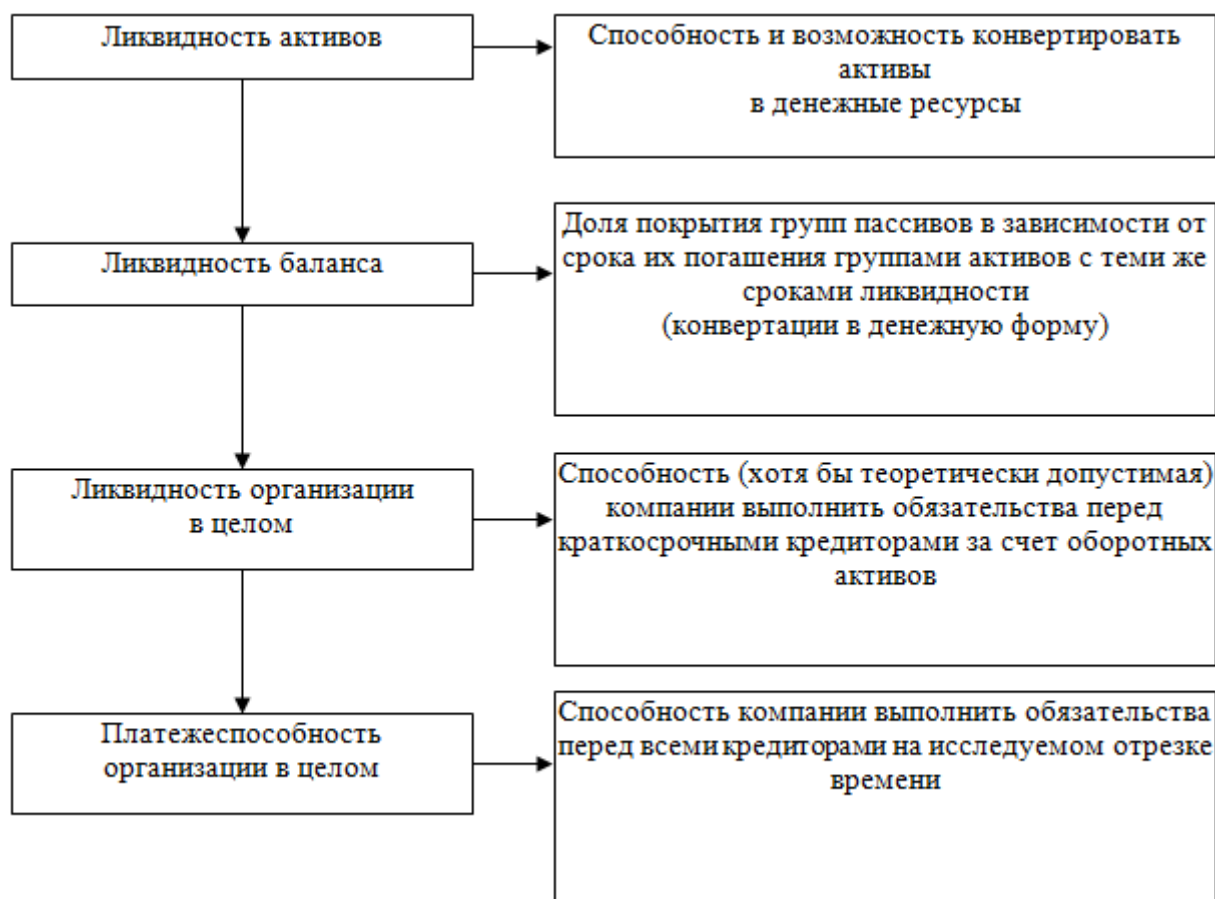 Ликвидность активов
Способность и возможность конвертировать
активы
в денежные ресурсы
Ликвидность баланса
Доля покрытия групп пассивов в зависимости от
срока их погашения группами активов с теми же
сроками ликвидности
(конвертации в денежную форму)
Ликвидность организации
в целом
Способность (хотя бы теоретически допустимая)
компании выполнить обязательства перед
краткосрочными кредиторами за счет оборотных
активов
Платежеспособность
организации в целом
Способность компании выполнить обязательства
перед всеми кредиторами на исследуемом отрезке
времени